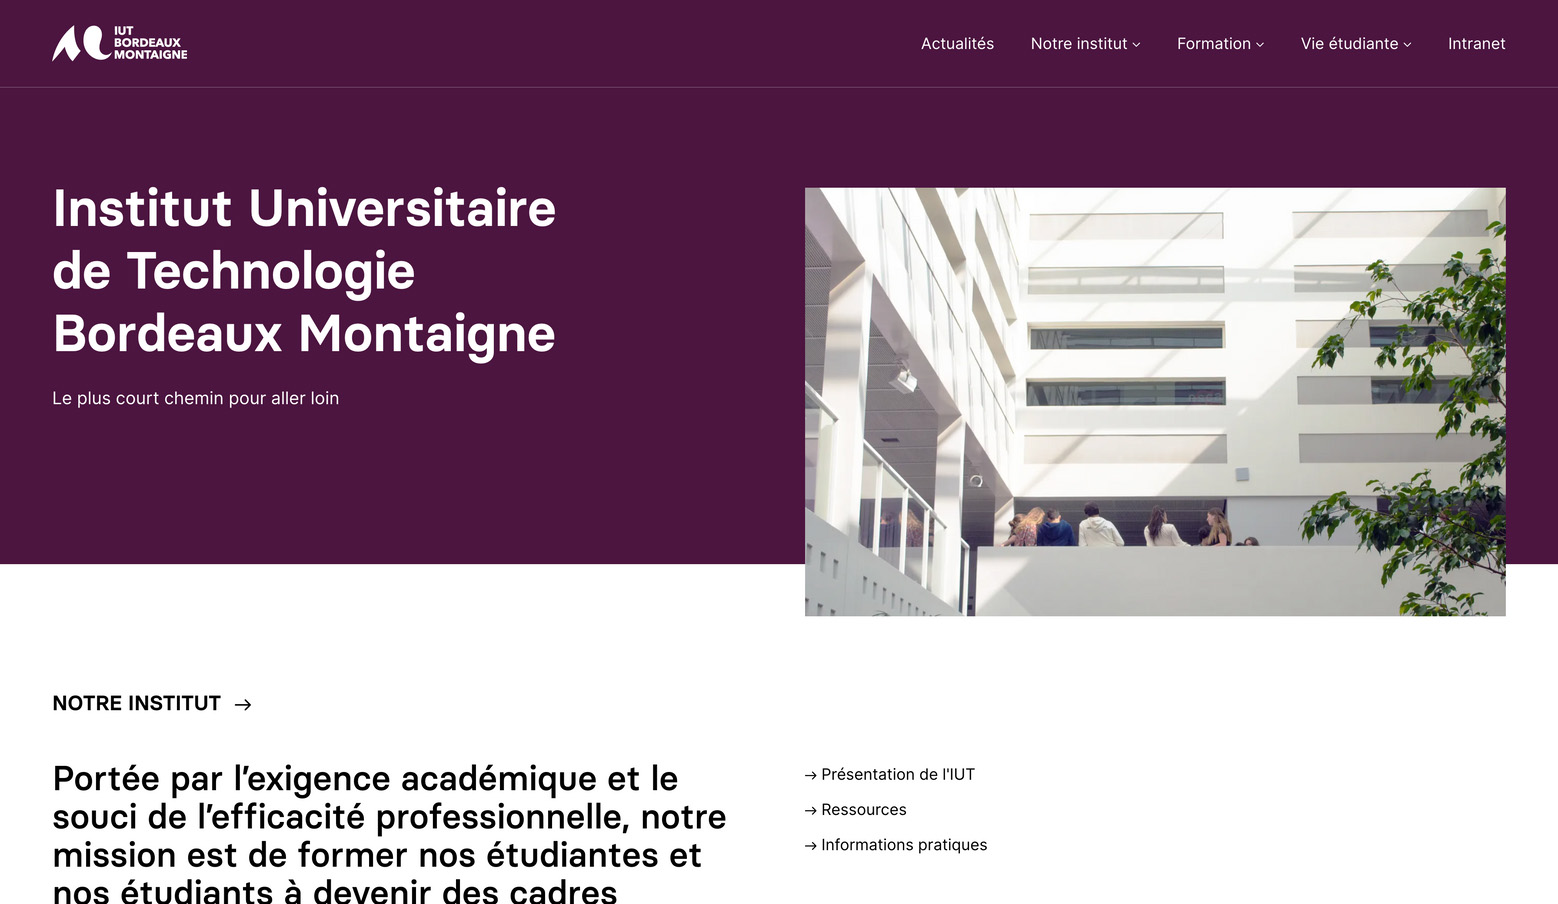 IUT
BORDEAUX
MONTAIGNE
Actualités
Notre institut
Formation
Vie étudiante
Intranet
Institut Universitaire
de Technologie
Bordeaux Montaigne
Le plus court chemin pour aller loin
NOTRE INSTITUT →
Portée par l’exigence académique et le
souci de l’efficacité professionnelle, notre
mission est de former nos étudiantes et
nos étudiants à devenir des cadres
→ Présentation de l'IUT
→ Ressources
→ Informations pratiques